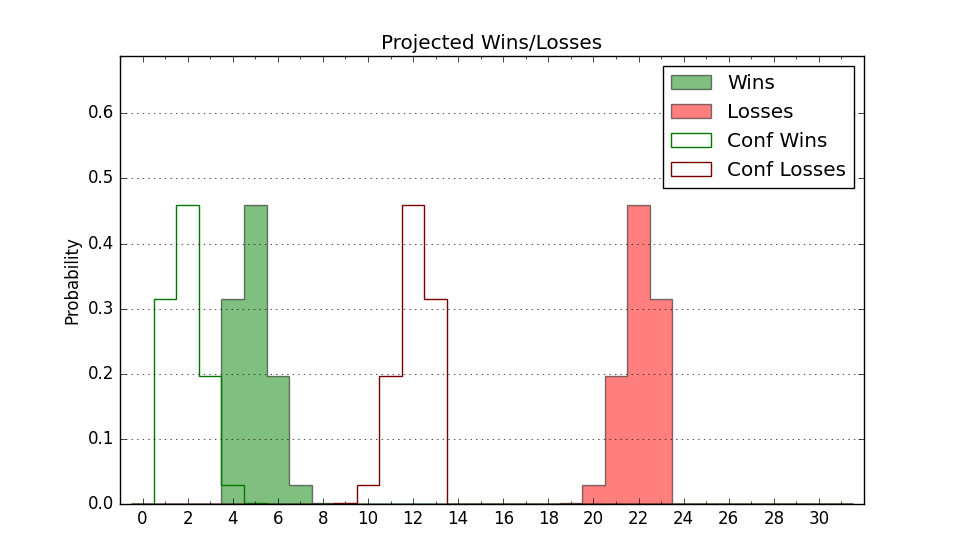 Projected Wins/Losses
Wins
Losses
Conf Wins
Conf Losses
Probability
0.6
0.5
0.4
0.3
0.2
0.1
0.0
0 2 4 6 8 10 12 14 16 18 20 22 24 26 28 30